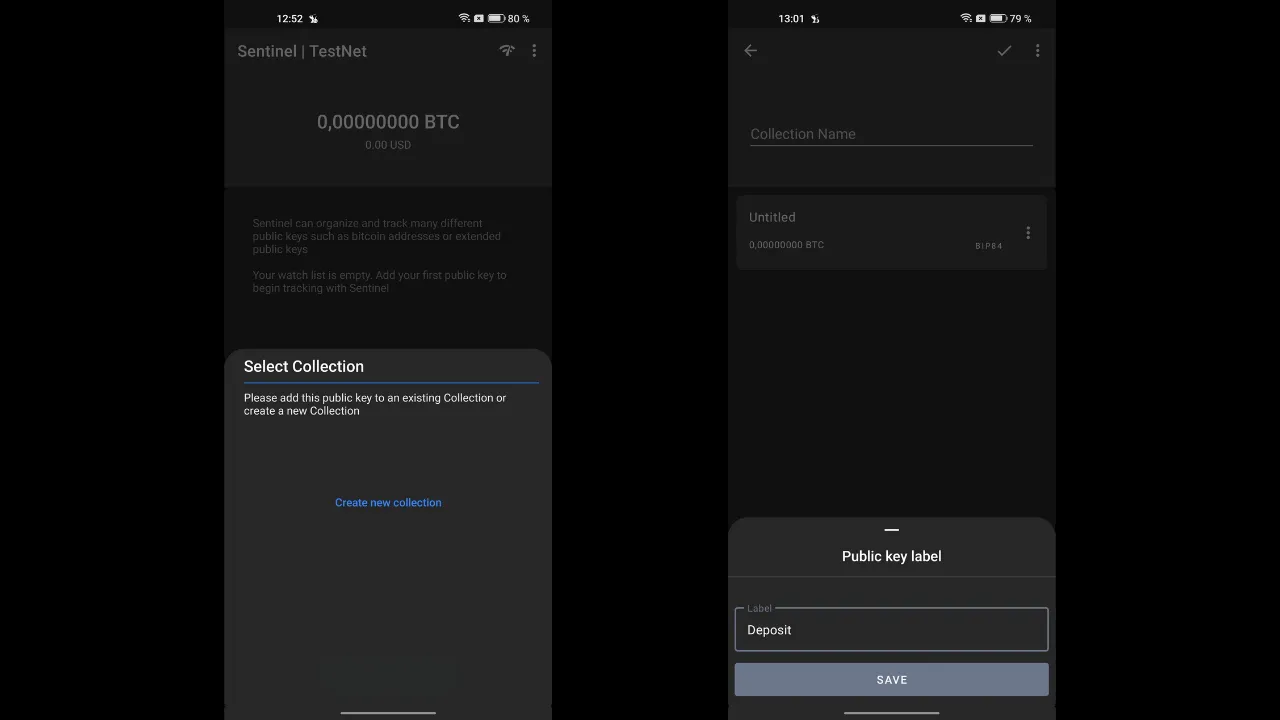 12:52
80 %
Sentinel | TestNet
0,00000000 BTC
0.00 USD
Sentinel can organize and track many different
public keys such as bitcoin addresses or extended
public keys
Your watch list is empty. Add your first public key to
begin tracking with Sentinel
Select Collection
Please add this public key to an existing Collection or
create a new Collection
Create new collection
13:01
79 %
Collection Name
Untitled
0,00000000 BTC
BIP84
Public key label
Label
Deposit
SAVE